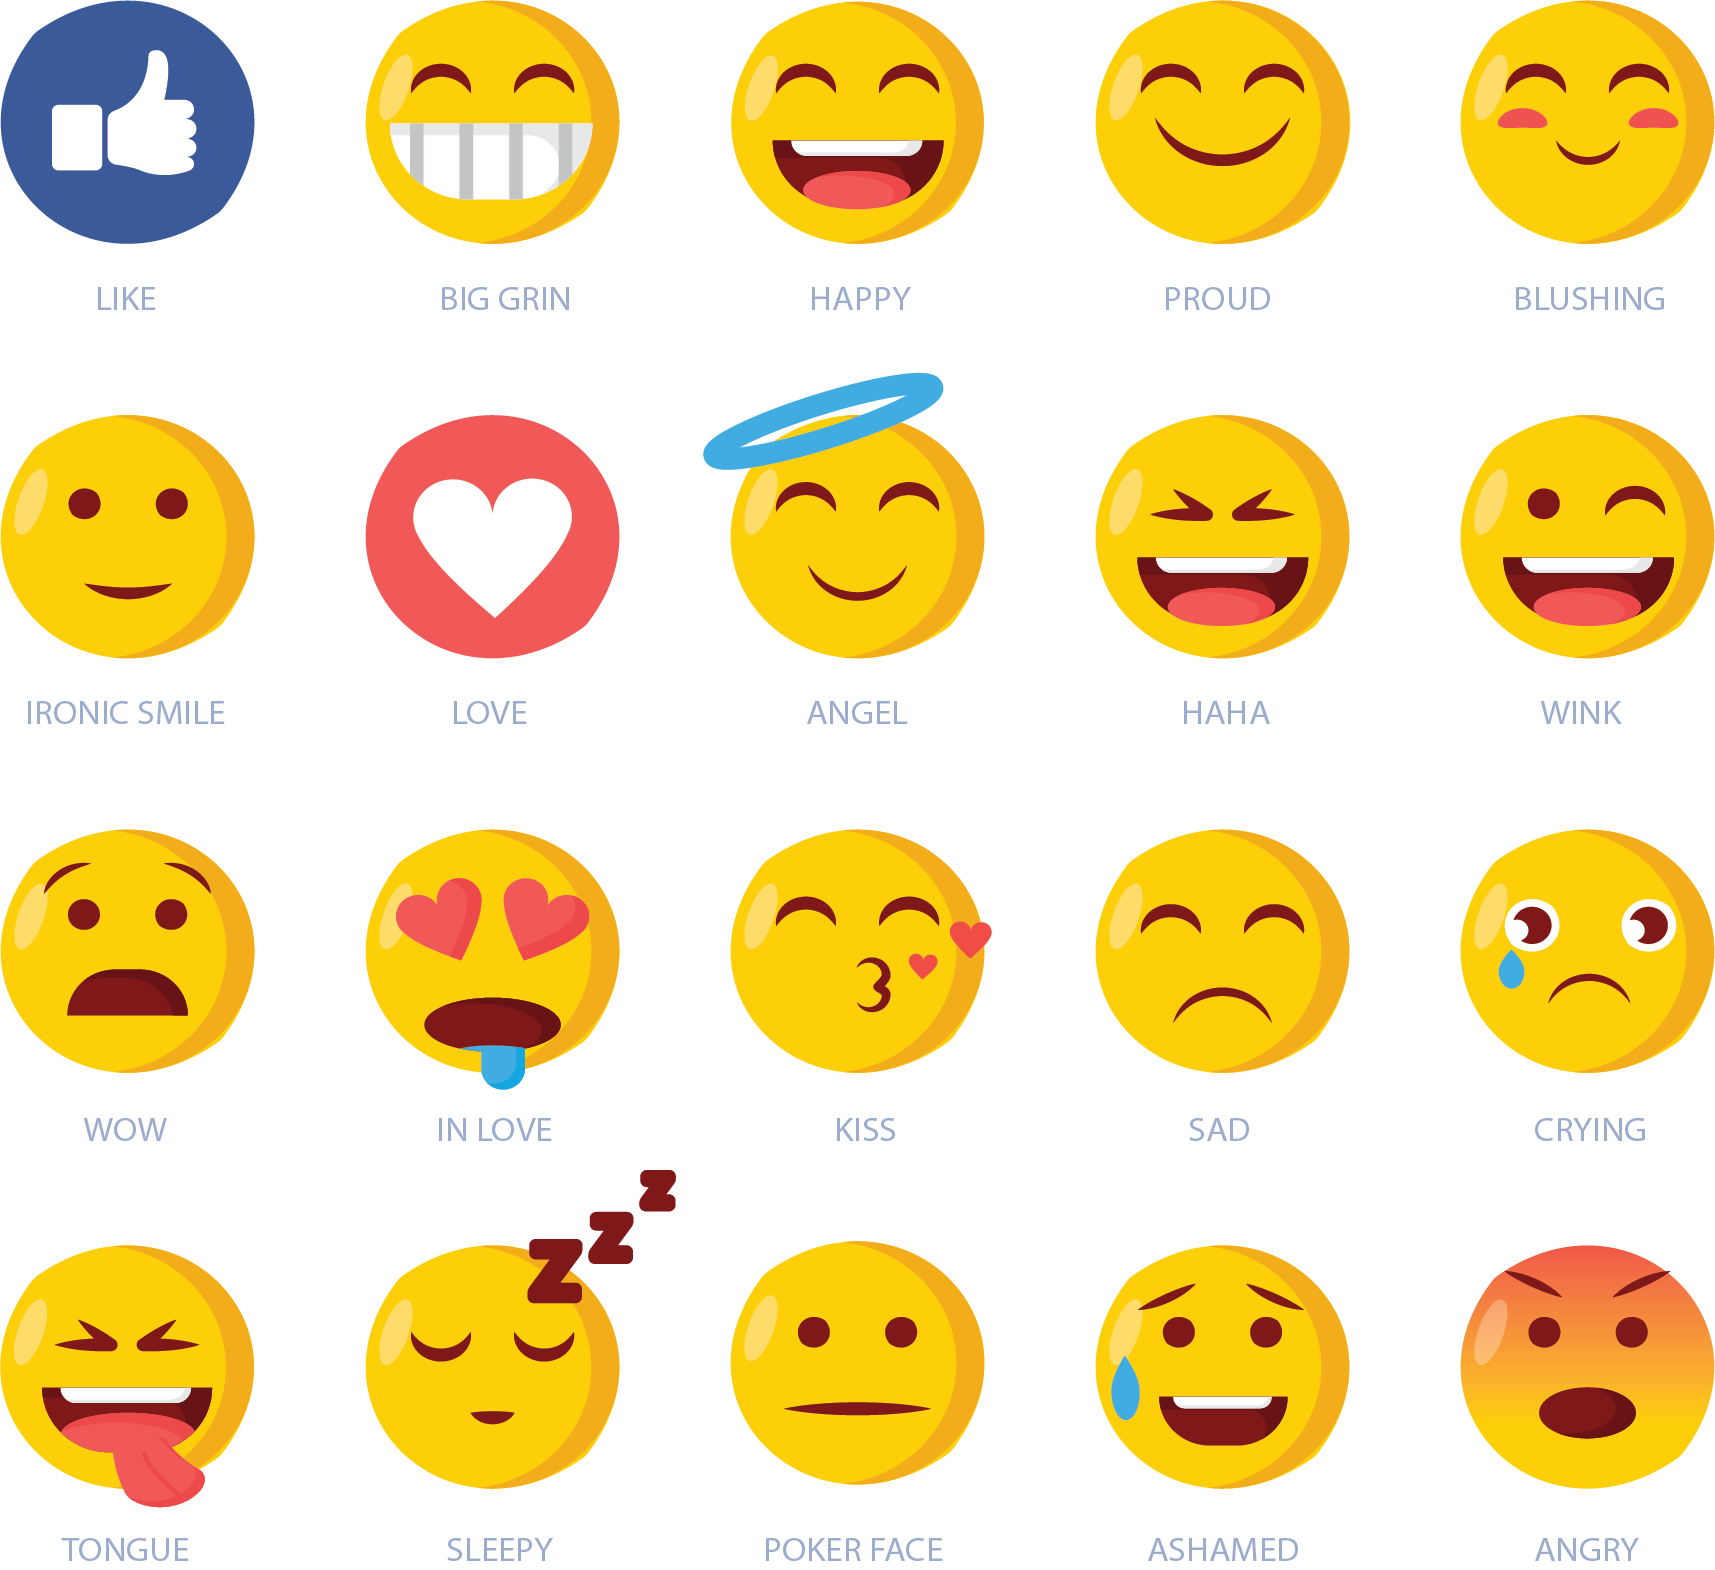 LIKE
BIG GRIN
HAPPY
PROUD
BLUSHING
IRONIC SMILE
LOVE
ANGEL
HAHA
WINK
WOW
IN LOVE
KISS
SAD
CRYING
z
z
z
TONGUE
SLEEPY
POKER FACE
ASHAMED
ANGRY